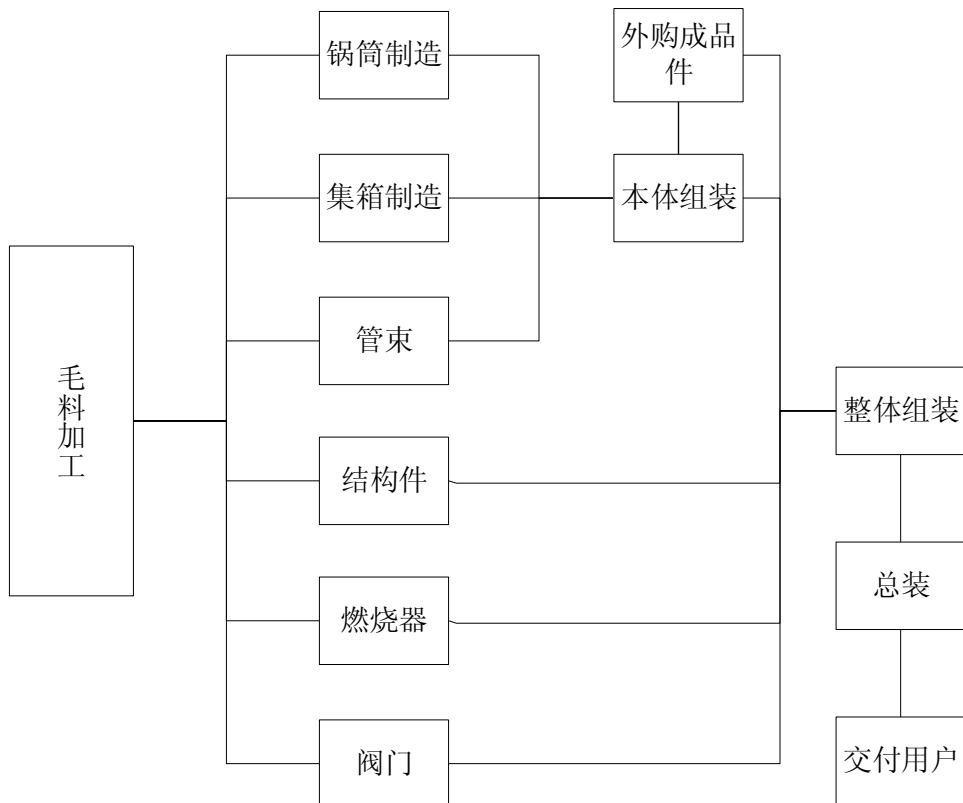 毛料加工
锅筒制造
集箱制造
管束
结构件
燃烧器
阀门
外购成品
件
本体组装
整体组装
总装
交付用户